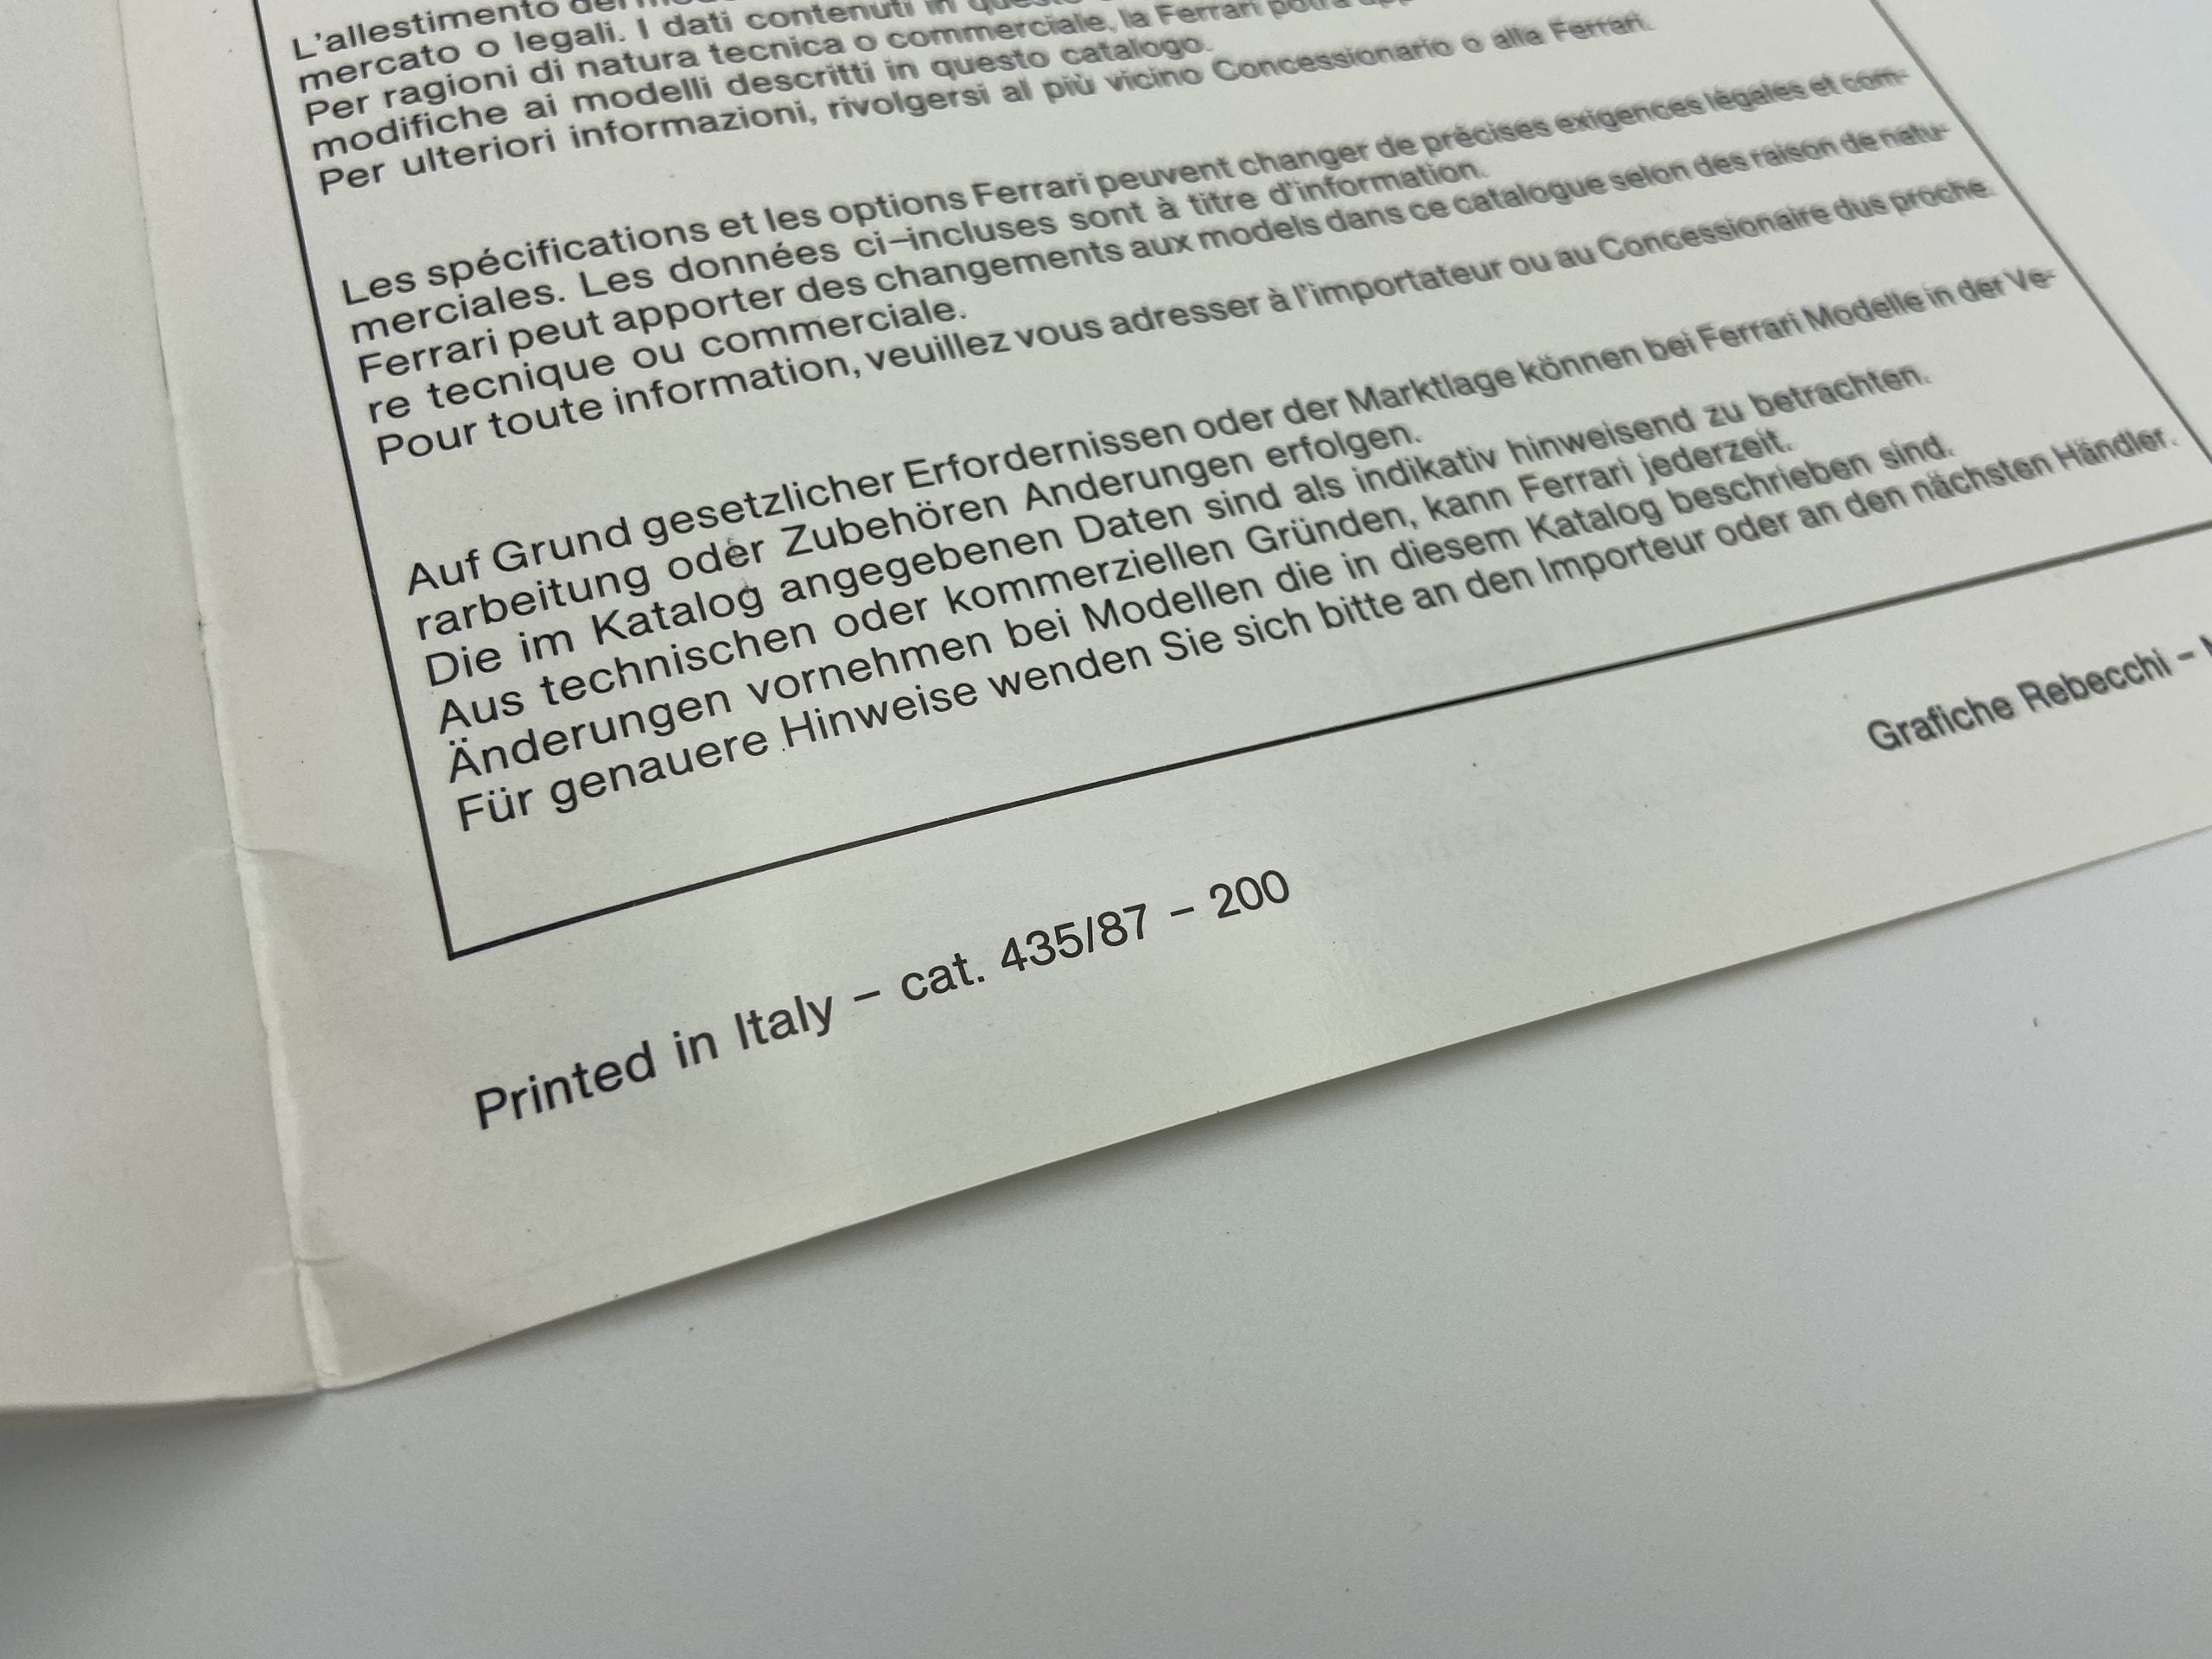 L'allestimento dei
mercato o legali. I dati contenuti in questo
Per ragioni di natura tecnica o commerciale, la Ferrari potrà
modifiche ai modelli descritti in questo catalogo.
Per ulteriori informazioni, rivolgersi al più vicino Concessionario o alla Ferrari.
Les spécifications et les options Ferrari peuvent changer de précises exigences légales et com-
merciales. Les données ci-incluses sont à titre d'information.
Ferrari peut apporter des changements aux models dans ce catalogue selon des raison de natu-
re tecnique ou commerciale.
Pour toute information, veuillez vous adresser à l'importateur ou au Concessionaire dus proche.
Auf Grund gesetzlicher Erfordernissen oder der Marktlage können bei Ferrari Modelle in der Ve-
rarbeitung oder Zubehören Anderungen erfolgen.
Die im Katalog angegebenen Daten sind als indikativ hinweisend zu betrachten.
Aus technischen oder kommerziellen Gründen, kann Ferrari jederzeit.
Änderungen vornehmen bei Modellen die in diesem Katalog beschrieben sind.
Für genauere Hinweise wenden Sie sich bitte an den Importeur oder an den nächsten Händler.
Grafiche Rebecchi –
Printed in Italy – cat. 435/87 – 200